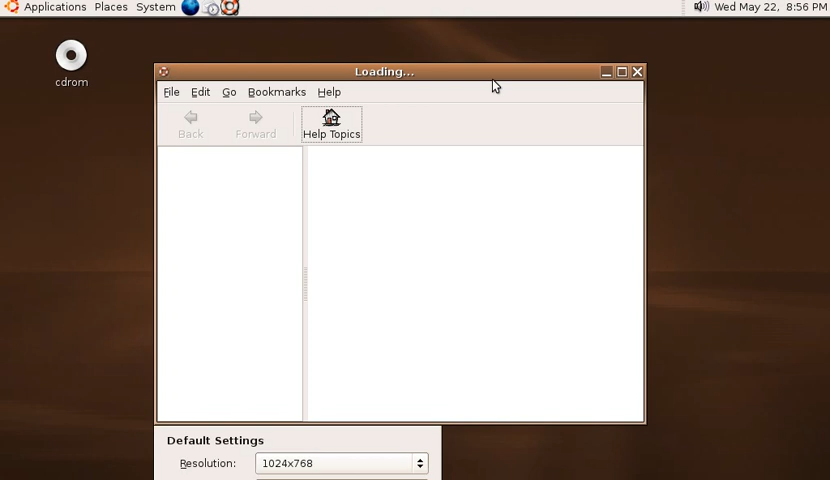 Applications Places System
Wed May 22, 8:56 PM
cdrom
Loading...
File Edit Go Bookmarks Help
Back Forward Help Topics
Default Settings
Resolution: 1024x768